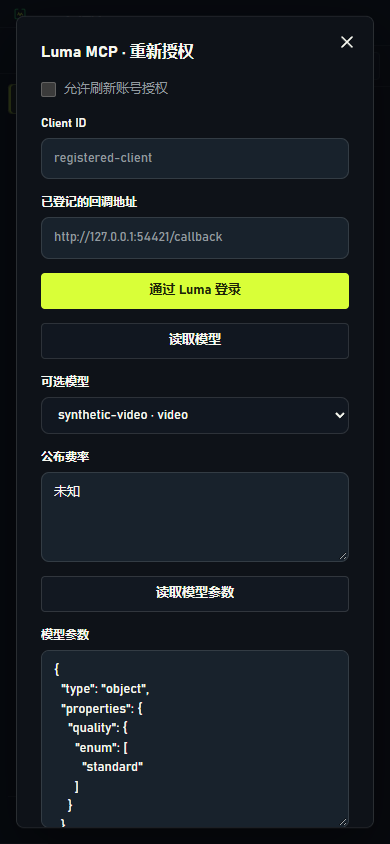 Luma MCP · 重新授权
允许刷新账号授权
Client ID
registered-client
已登记的回调地址
http://127.0.0.1:54421/callback
通过 Luma 登录
读取模型
可选模型
synthetic-video · video
公布费率
未知
读取模型参数
模型参数
{
"type": "object",
"properties": {
"quality": {
"enum": [
"standard"
]
}
}